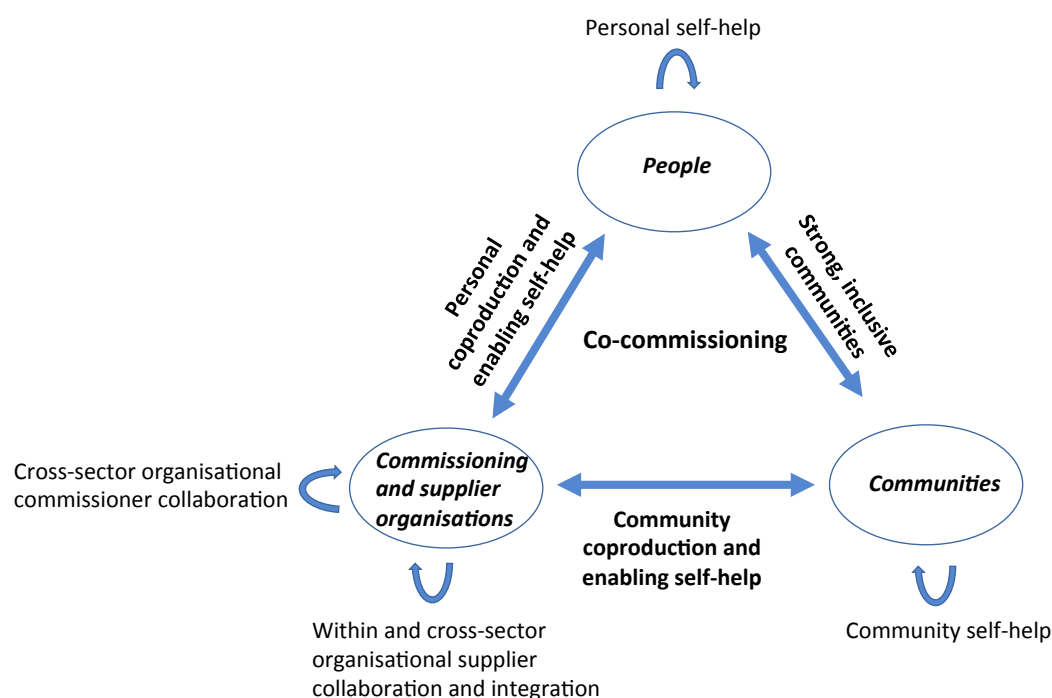 Personal self-help
People
Personal
coproduction and
enabling self-help
Strong, inclusive
communities
Co-commissioning
Cross-sector organisational
commissioner collaboration
Commissioning
and supplier
organisations
Communities
Community
coproduction and
enabling self-help
Within and cross-sector
organisational supplier
collaboration and integration
Community self-help